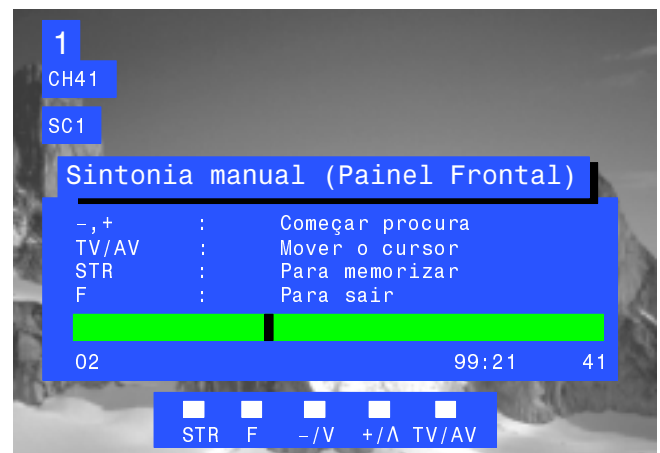 1
CH41
SC1
Sintonia manual (Painel Frontal)
–,+ : Começar procura
TV/AV : Mover o cursor
STR : Para memorizar
F : Para sair
02 99:21 41
STR F –/V +/Λ TV/AV